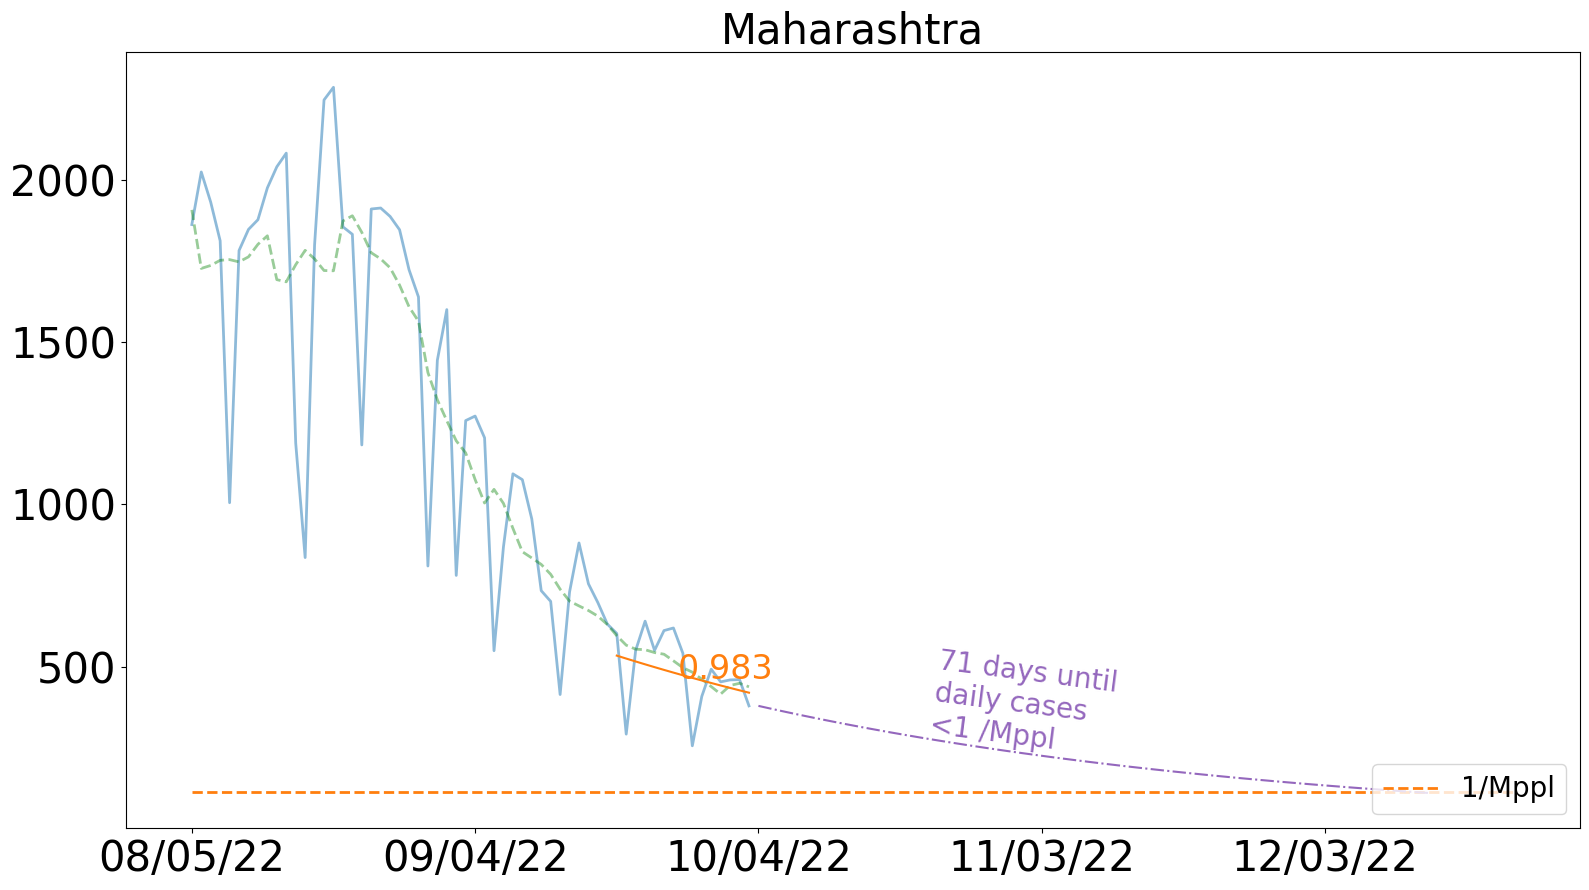 Maharashtra
2000
1500
1000
500
0.983
71 days until
daily cases
<1 /Mppl
1/Mppl
08/05/22
09/04/22
10/04/22
11/03/22
12/03/22